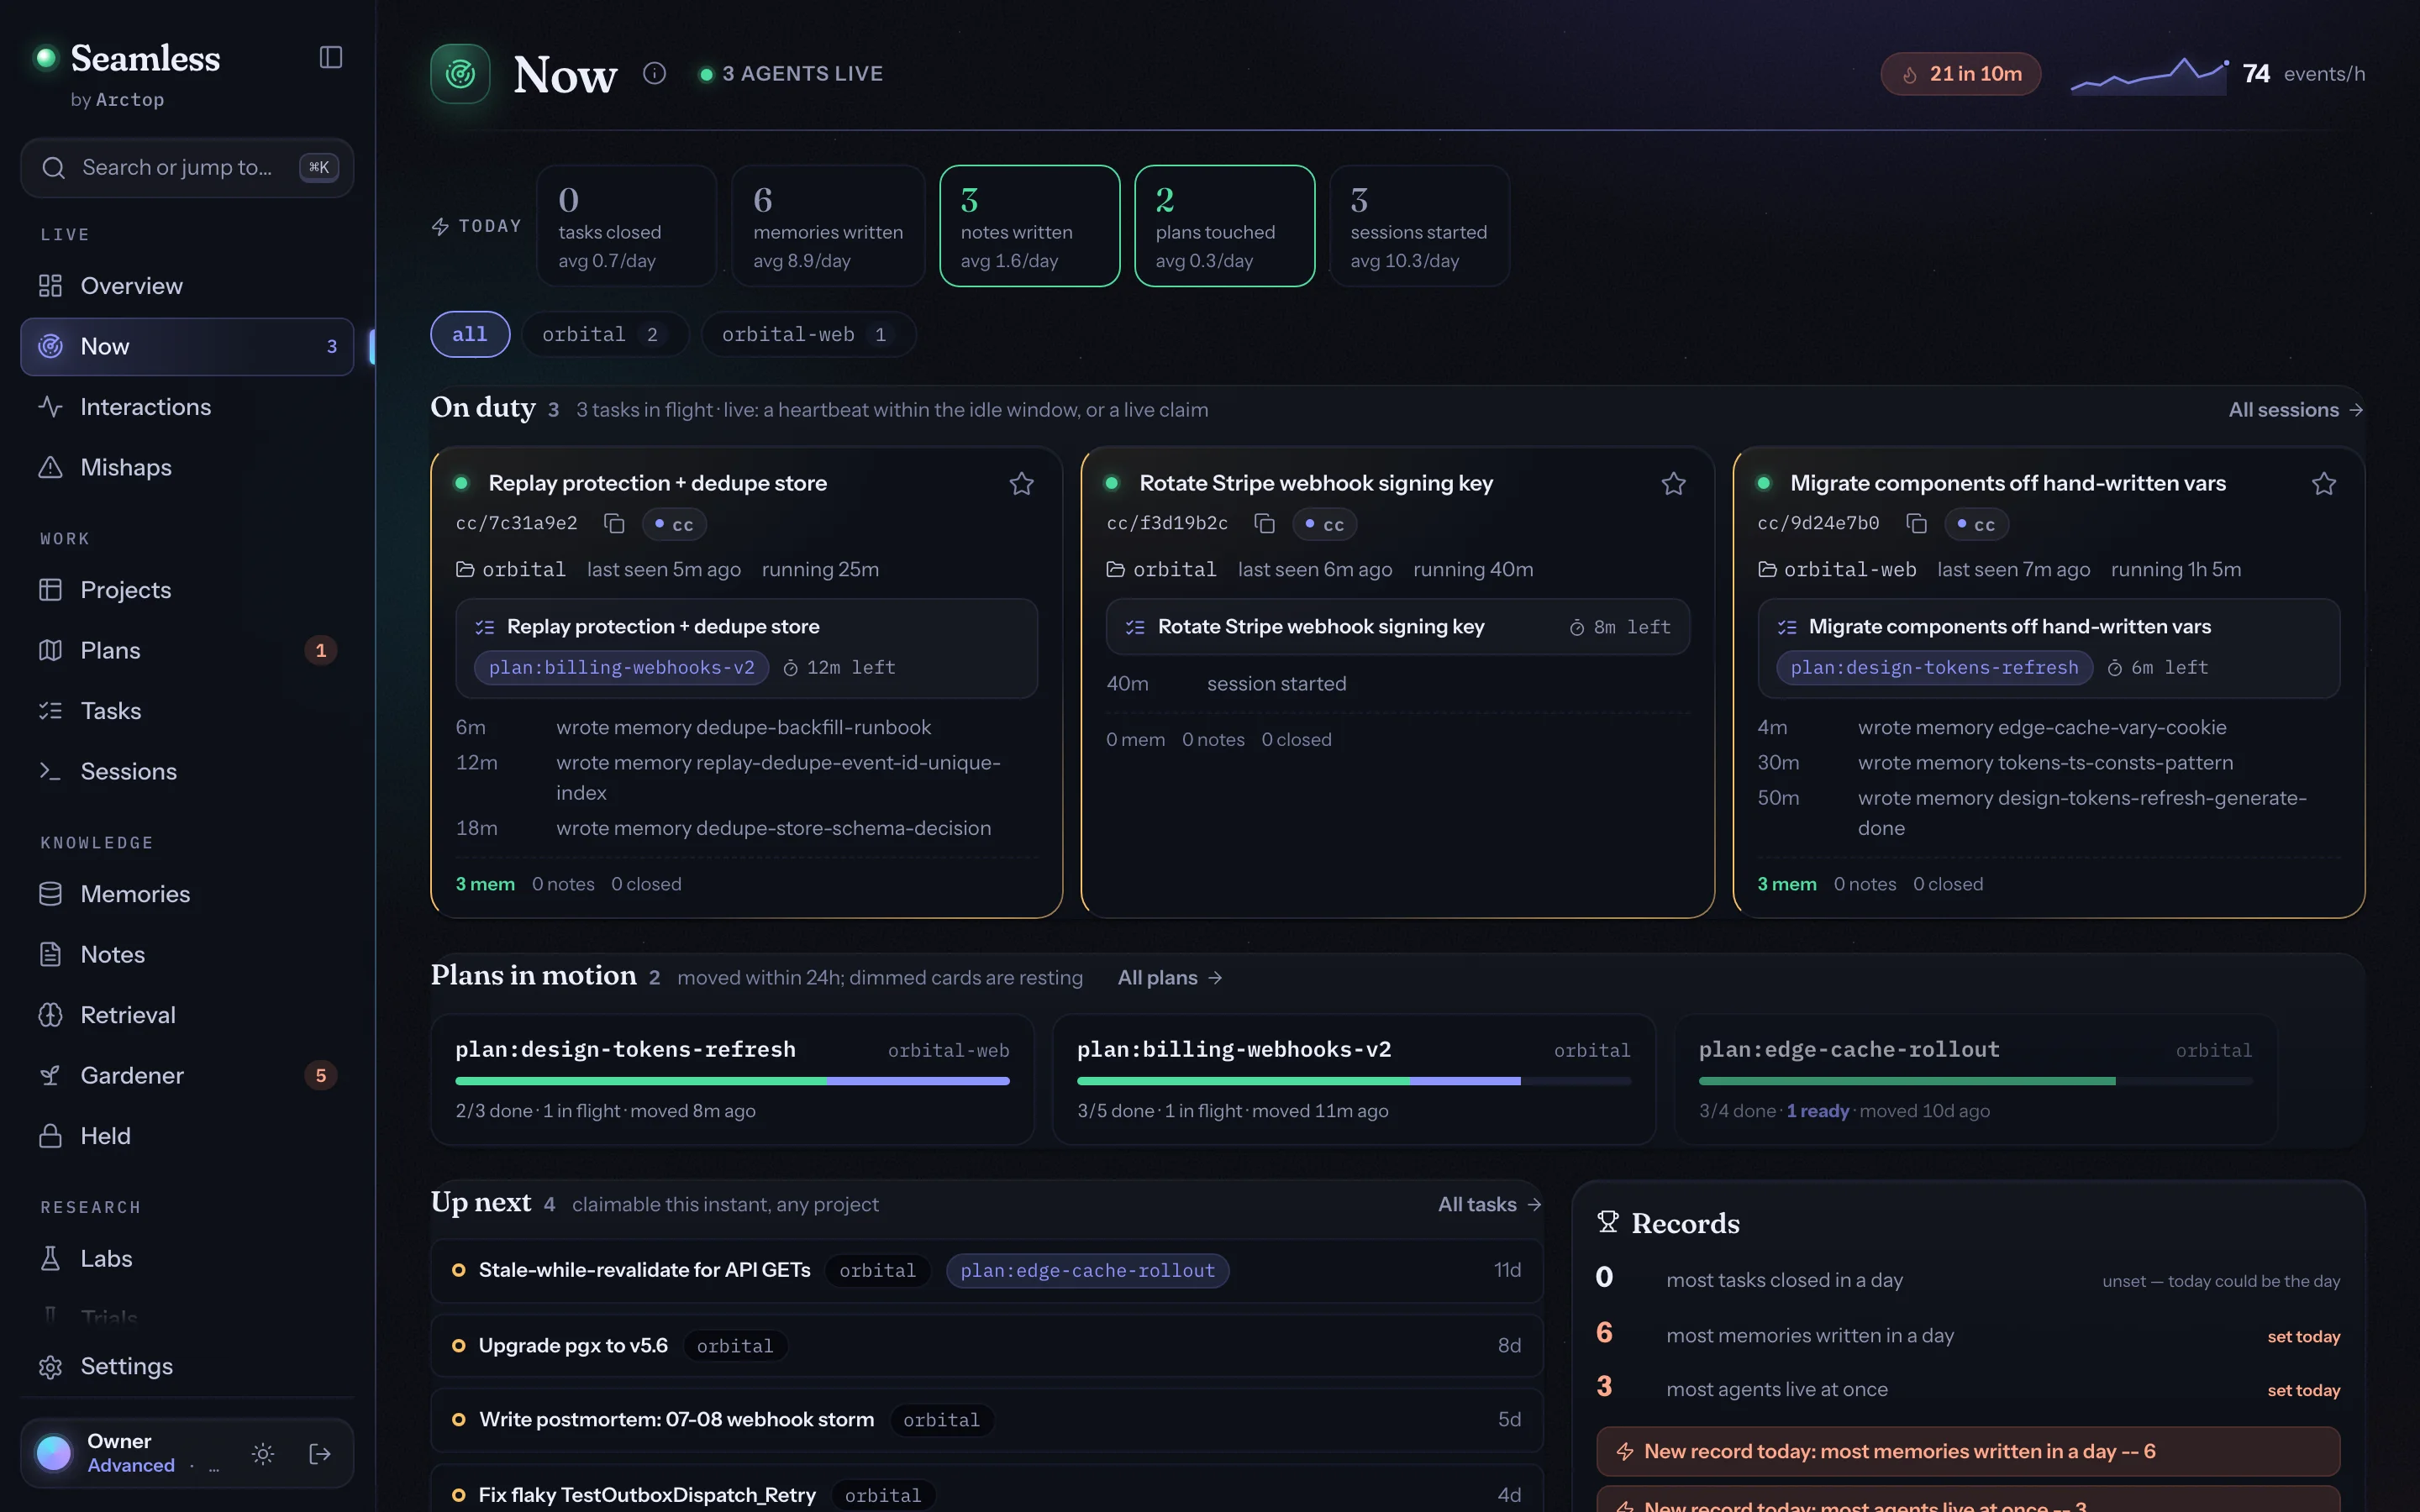 Seamless
by Arctop
Search or jump to... ⌘K
LIVE
Overview
Now 3
Interactions
Mishaps
WORK
Projects
Plans 1
Tasks
Sessions
KNOWLEDGE
Memories
Notes
Retrieval
Gardener 5
Held
RESEARCH
Labs
Trials
Settings
Owner
Advanced · ...
Now 3 AGENTS LIVE
21 in 10m 74 events/h
TODAY
0
tasks closed
avg 0.7/day
6
memories written
avg 8.9/day
3
notes written
avg 1.6/day
2
plans touched
avg 0.3/day
3
sessions started
avg 10.3/day
all orbital 2 orbital-web 1
On duty 3 3 tasks in flight · live: a heartbeat within the idle window, or a live claim All sessions →
Replay protection + dedupe store
cc/7c31a9e2 cc
orbital last seen 5m ago running 25m
Replay protection + dedupe store
plan:billing-webhooks-v2 12m left
6m wrote memory dedupe-backfill-runbook
12m wrote memory replay-dedupe-event-id-unique-
index
18m wrote memory dedupe-store-schema-decision
3 mem 0 notes 0 closed
Rotate Stripe webhook signing key
cc/f3d19b2c cc
orbital last seen 6m ago running 40m
Rotate Stripe webhook signing key 8m left
40m session started
0 mem 0 notes 0 closed
Migrate components off hand-written vars
cc/9d24e7b0 cc
orbital-web last seen 7m ago running 1h 5m
Migrate components off hand-written vars
plan:design-tokens-refresh 6m left
4m wrote memory edge-cache-vary-cookie
30m wrote memory tokens-ts-consts-pattern
50m wrote memory design-tokens-refresh-generate-
done
3 mem 0 notes 0 closed
Plans in motion 2 moved within 24h; dimmed cards are resting All plans →
plan:design-tokens-refresh orbital-web
2/3 done · 1 in flight · moved 8m ago
plan:billing-webhooks-v2 orbital
3/5 done · 1 in flight · moved 11m ago
plan:edge-cache-rollout orbital
3/4 done · 1 ready · moved 10d ago
Up next 4 claimable this instant, any project All tasks →
Stale-while-revalidate for API GETs orbital plan:edge-cache-rollout 11d
Upgrade pgx to v5.6 orbital 8d
Write postmortem: 07-08 webhook storm orbital 5d
Fix flaky TestOutboxDispatch_Retry orbital 4d
Records
0 most tasks closed in a day unset — today could be the day
6 most memories written in a day set today
3 most agents live at once set today
New record today: most memories written in a day -- 6
New record today: most agents live at once -- 3